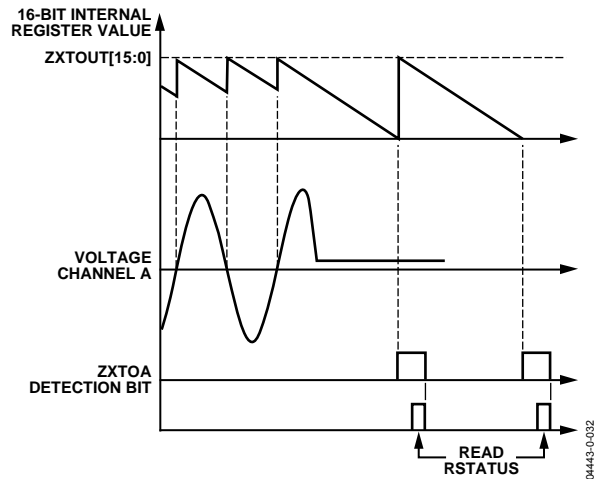 16-BIT INTERNAL
REGISTER VALUE
ZXTOUT[15:0]
VOLTAGE
CHANNEL A
ZXTOA
DETECTION BIT
READ
RSTATUS
04443-0-032